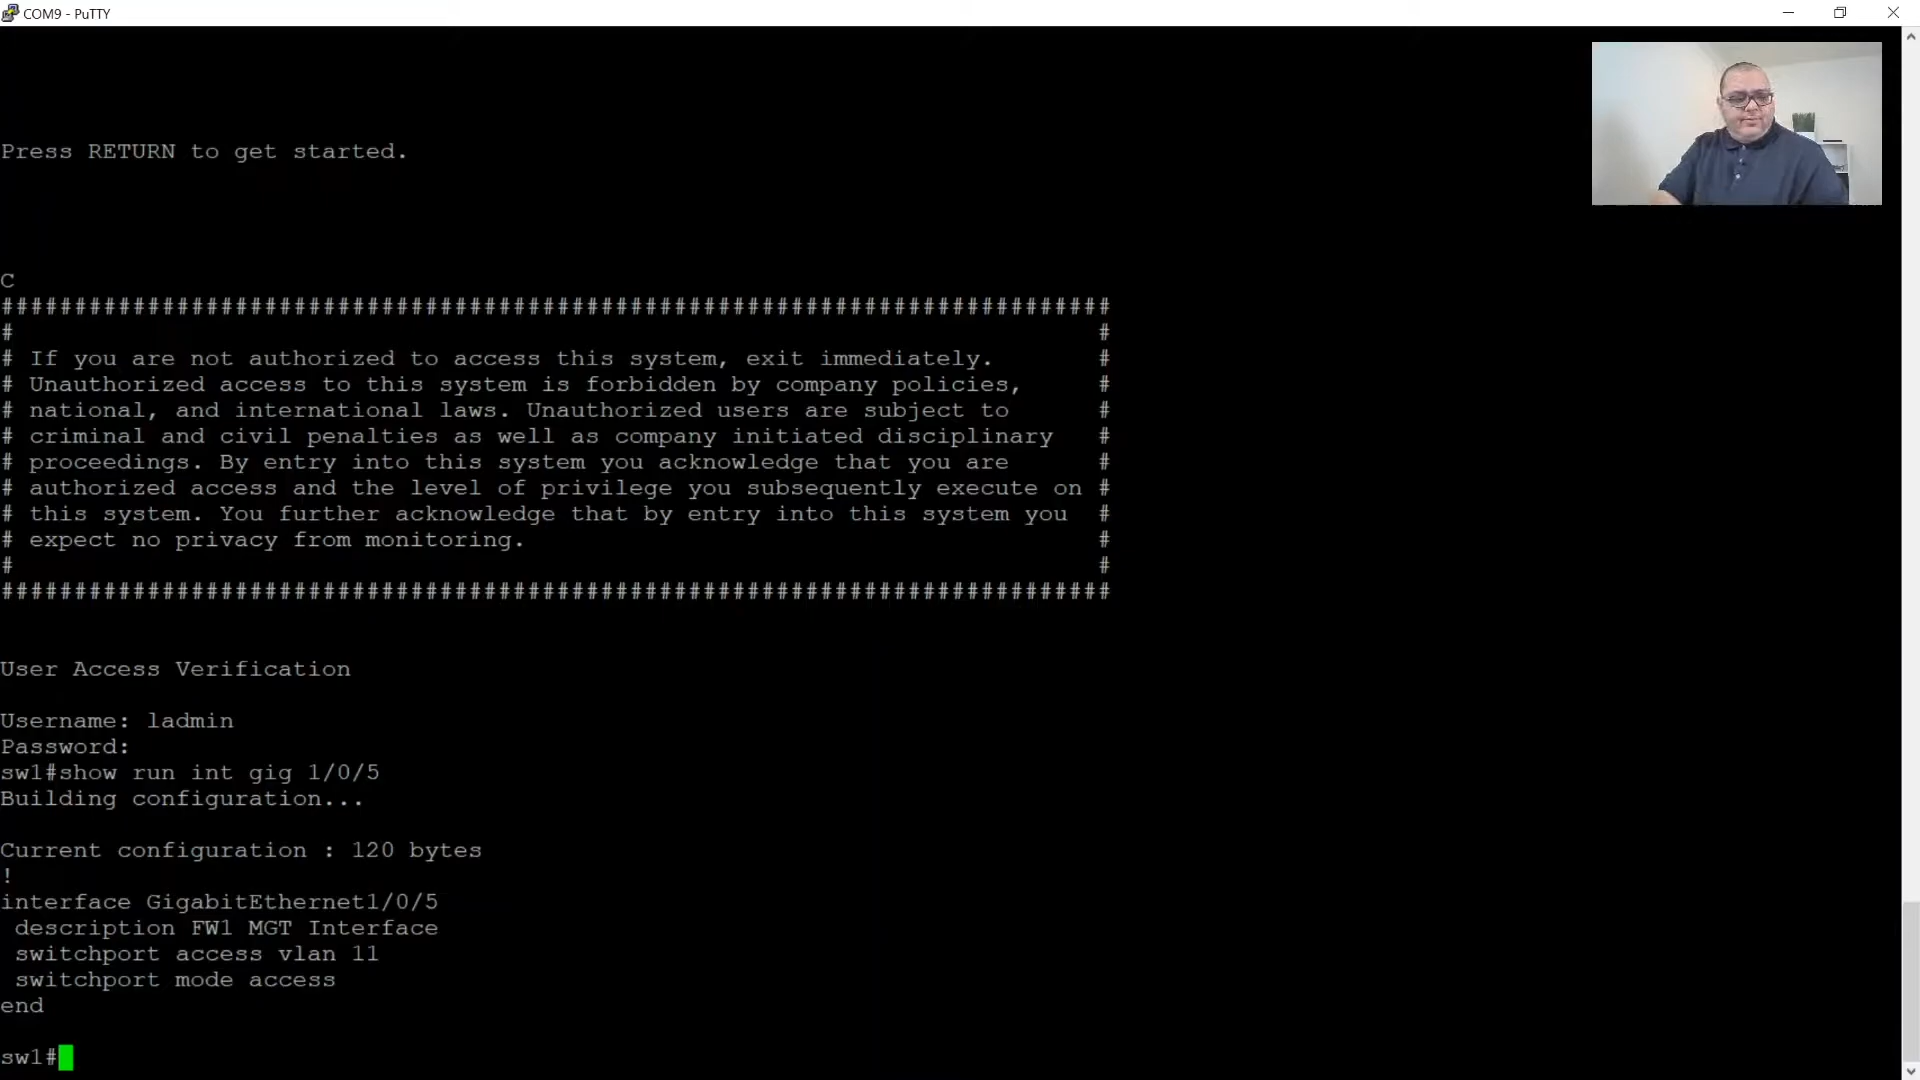 COM9 - PuTTY
Press RETURN to get started.
C
############################################################################
# #
# If you are not authorized to access this system, exit immediately. #
# Unauthorized access to this system is forbidden by company policies, #
# national, and international laws. Unauthorized users are subject to #
# criminal and civil penalties as well as company initiated disciplinary #
# proceedings. By entry into this system you acknowledge that you are #
# authorized access and the level of privilege you subsequently execute on #
# this system. You further acknowledge that by entry into this system you #
# expect no privacy from monitoring. #
# #
############################################################################
User Access Verification
Username: ladmin
Password:
sw1#show run int gig 1/0/5
Building configuration...
Current configuration : 120 bytes
!
interface GigabitEthernet1/0/5
description FW1 MGT Interface
switchport access vlan 11
switchport mode access
end
sw1#